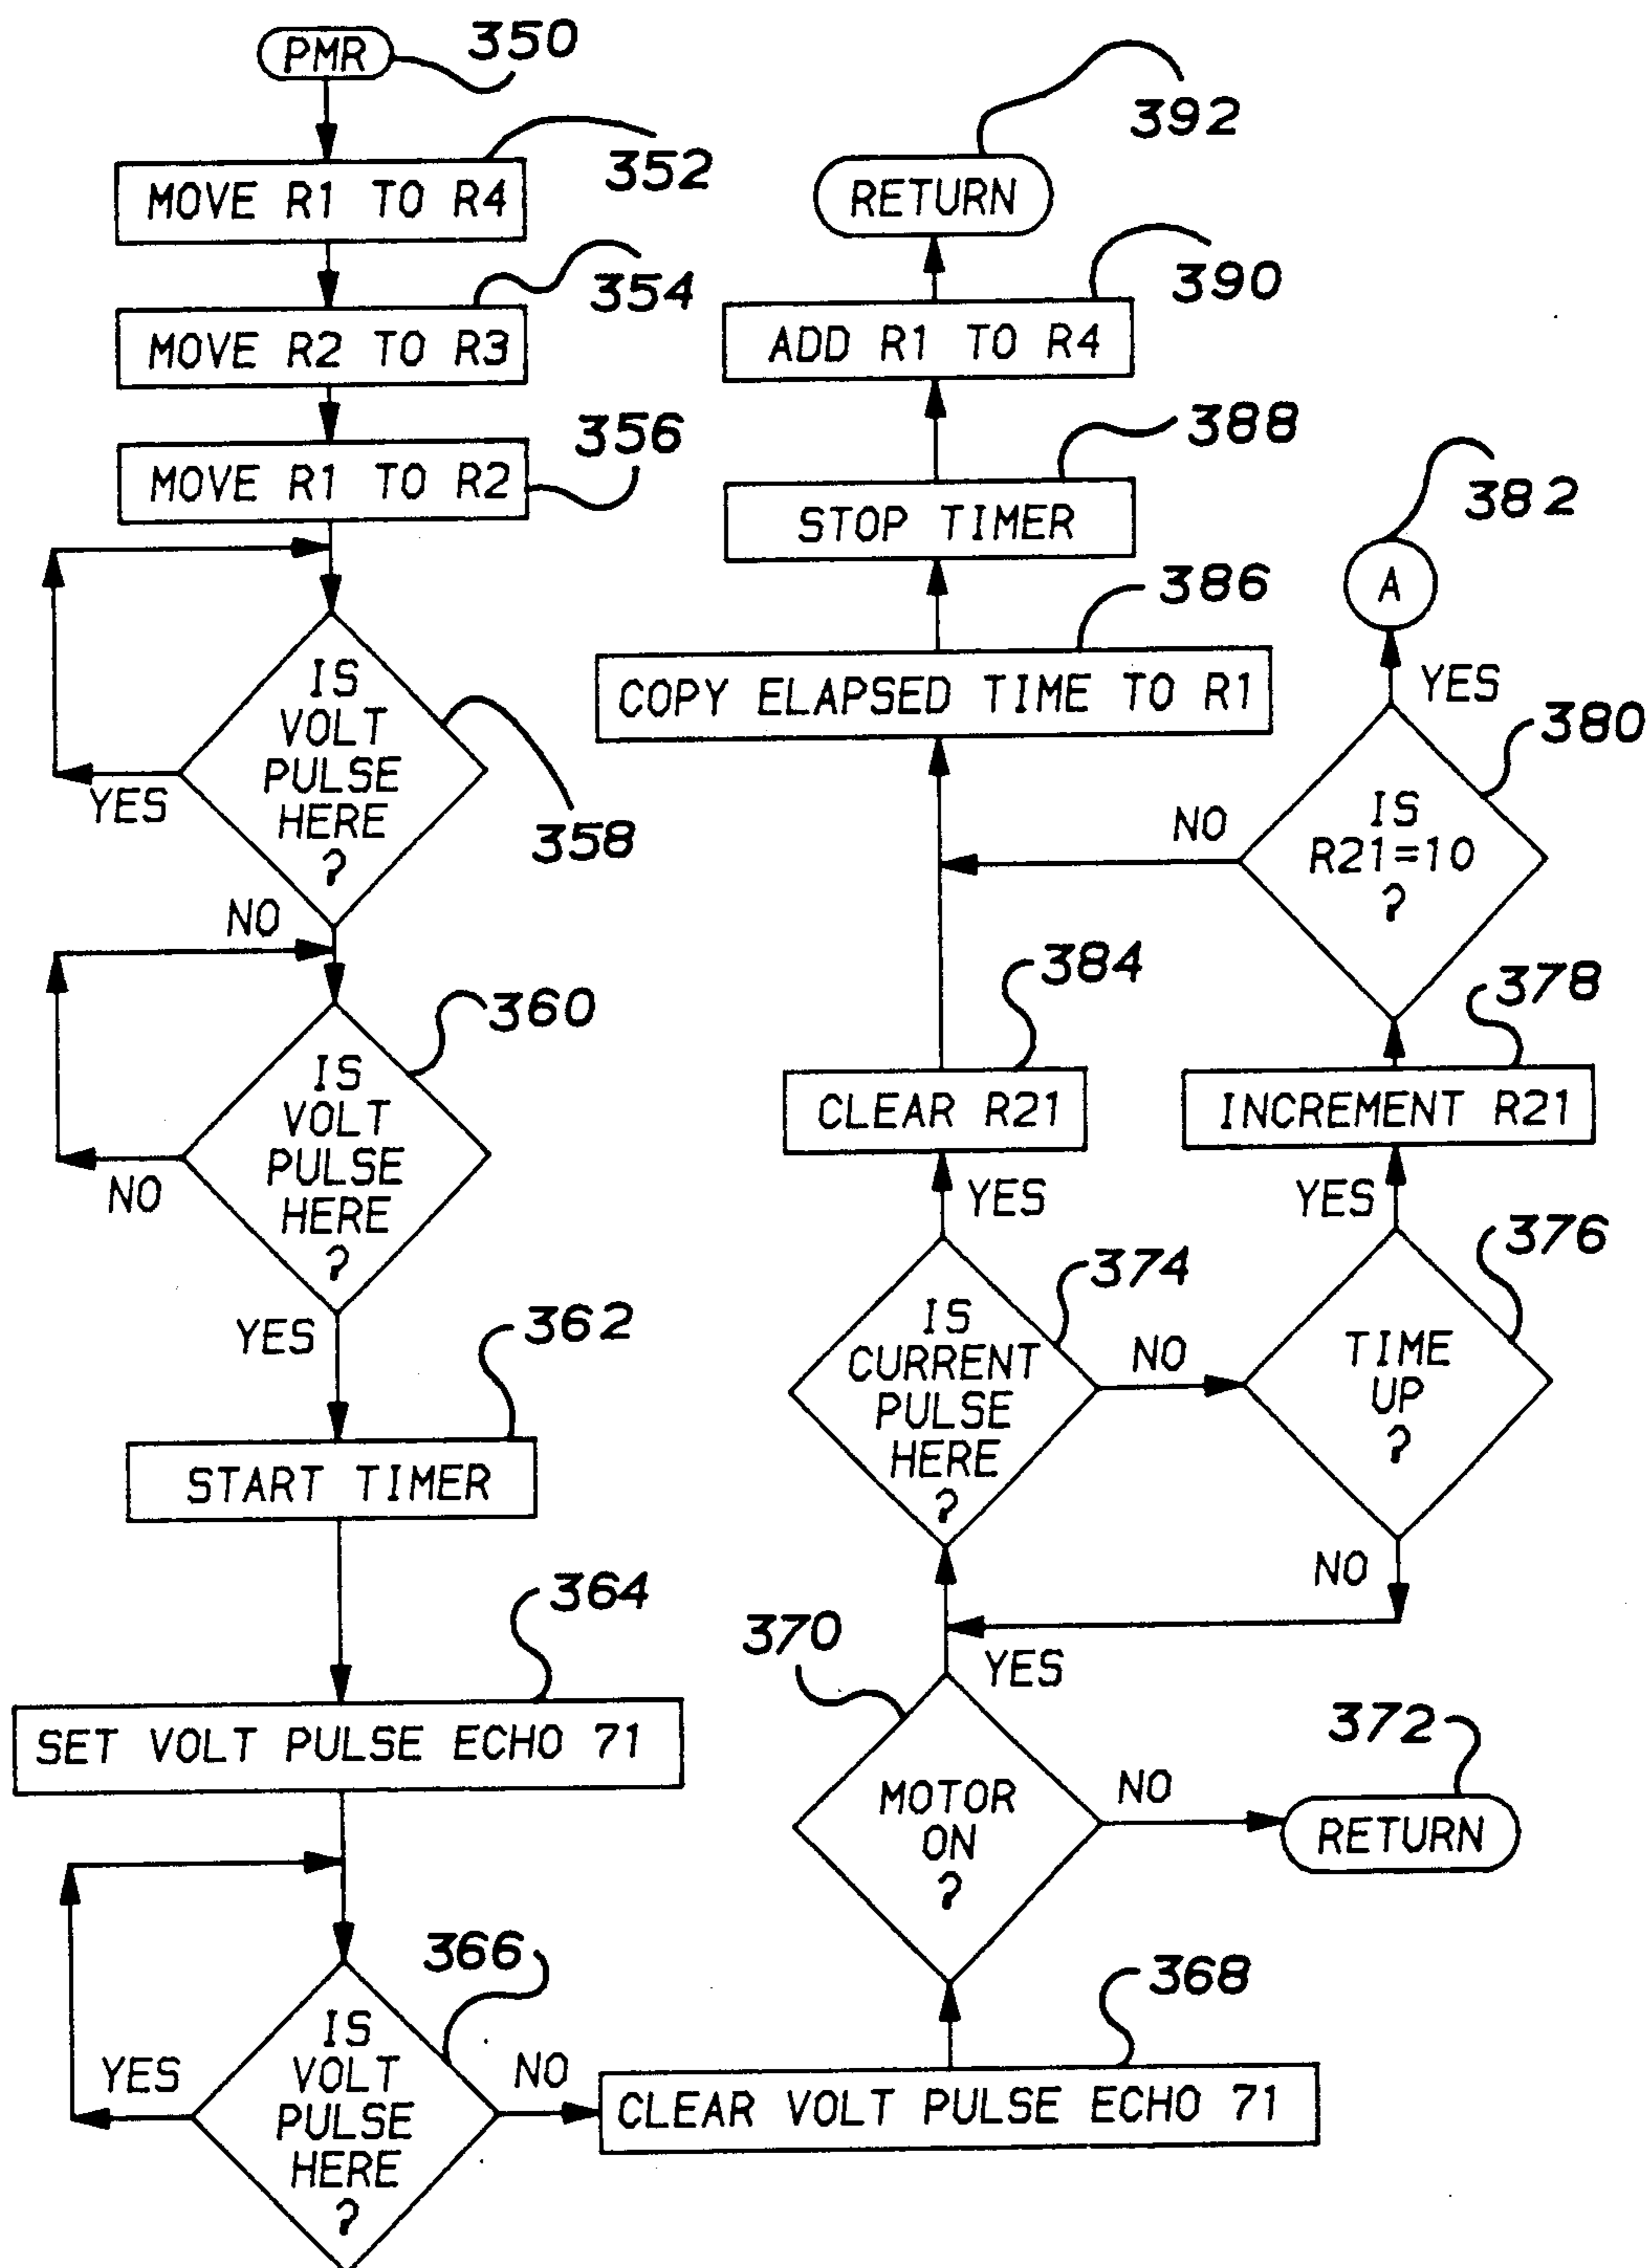 PMR
350
MOVE R1 TO R4
352
MOVE R2 TO R3
354
MOVE R1 TO R2
356
IS
VOLT
PULSE
HERE
?
358
YES
NO
IS
VOLT
PULSE
HERE
?
360
NO
YES
START TIMER
362
SET VOLT PULSE ECHO 71
364
IS
VOLT
PULSE
HERE
?
366
YES
NO
CLEAR VOLT PULSE ECHO 71
368
MOTOR
ON
?
370
NO
RETURN
372
YES
IS
CURRENT
PULSE
HERE
?
374
NO
TIME
UP
?
376
NO
YES
INCREMENT R21
378
IS
R21=10
?
380
YES
A
382
NO
YES
CLEAR R21
384
COPY ELAPSED TIME TO R1
386
STOP TIMER
388
ADD R1 TO R4
390
RETURN
392